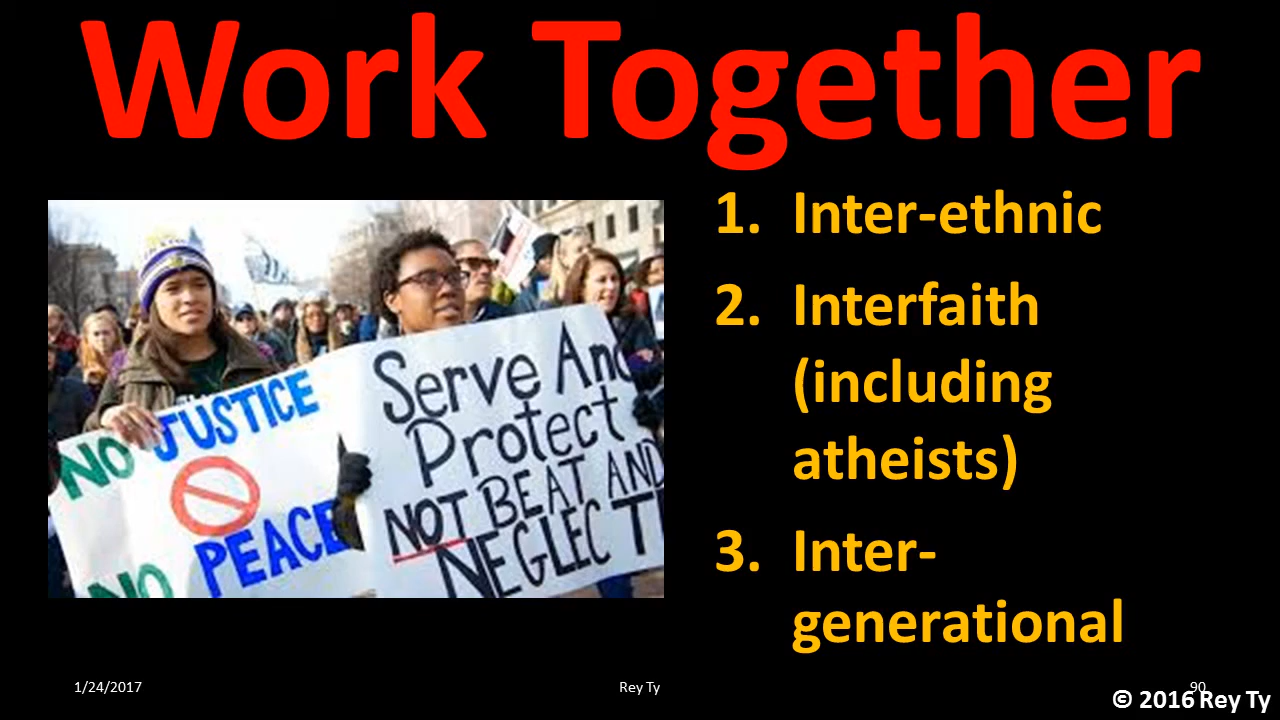 Work Together
NO JUSTICE
NO PEACE
Serve And
Protect
NOT BEAT AND
NEGLECT
1. Inter-ethnic
2. Interfaith
(including
atheists)
3. Inter-
generational
1/24/2017
Rey Ty
90
© 2016 Rey Ty